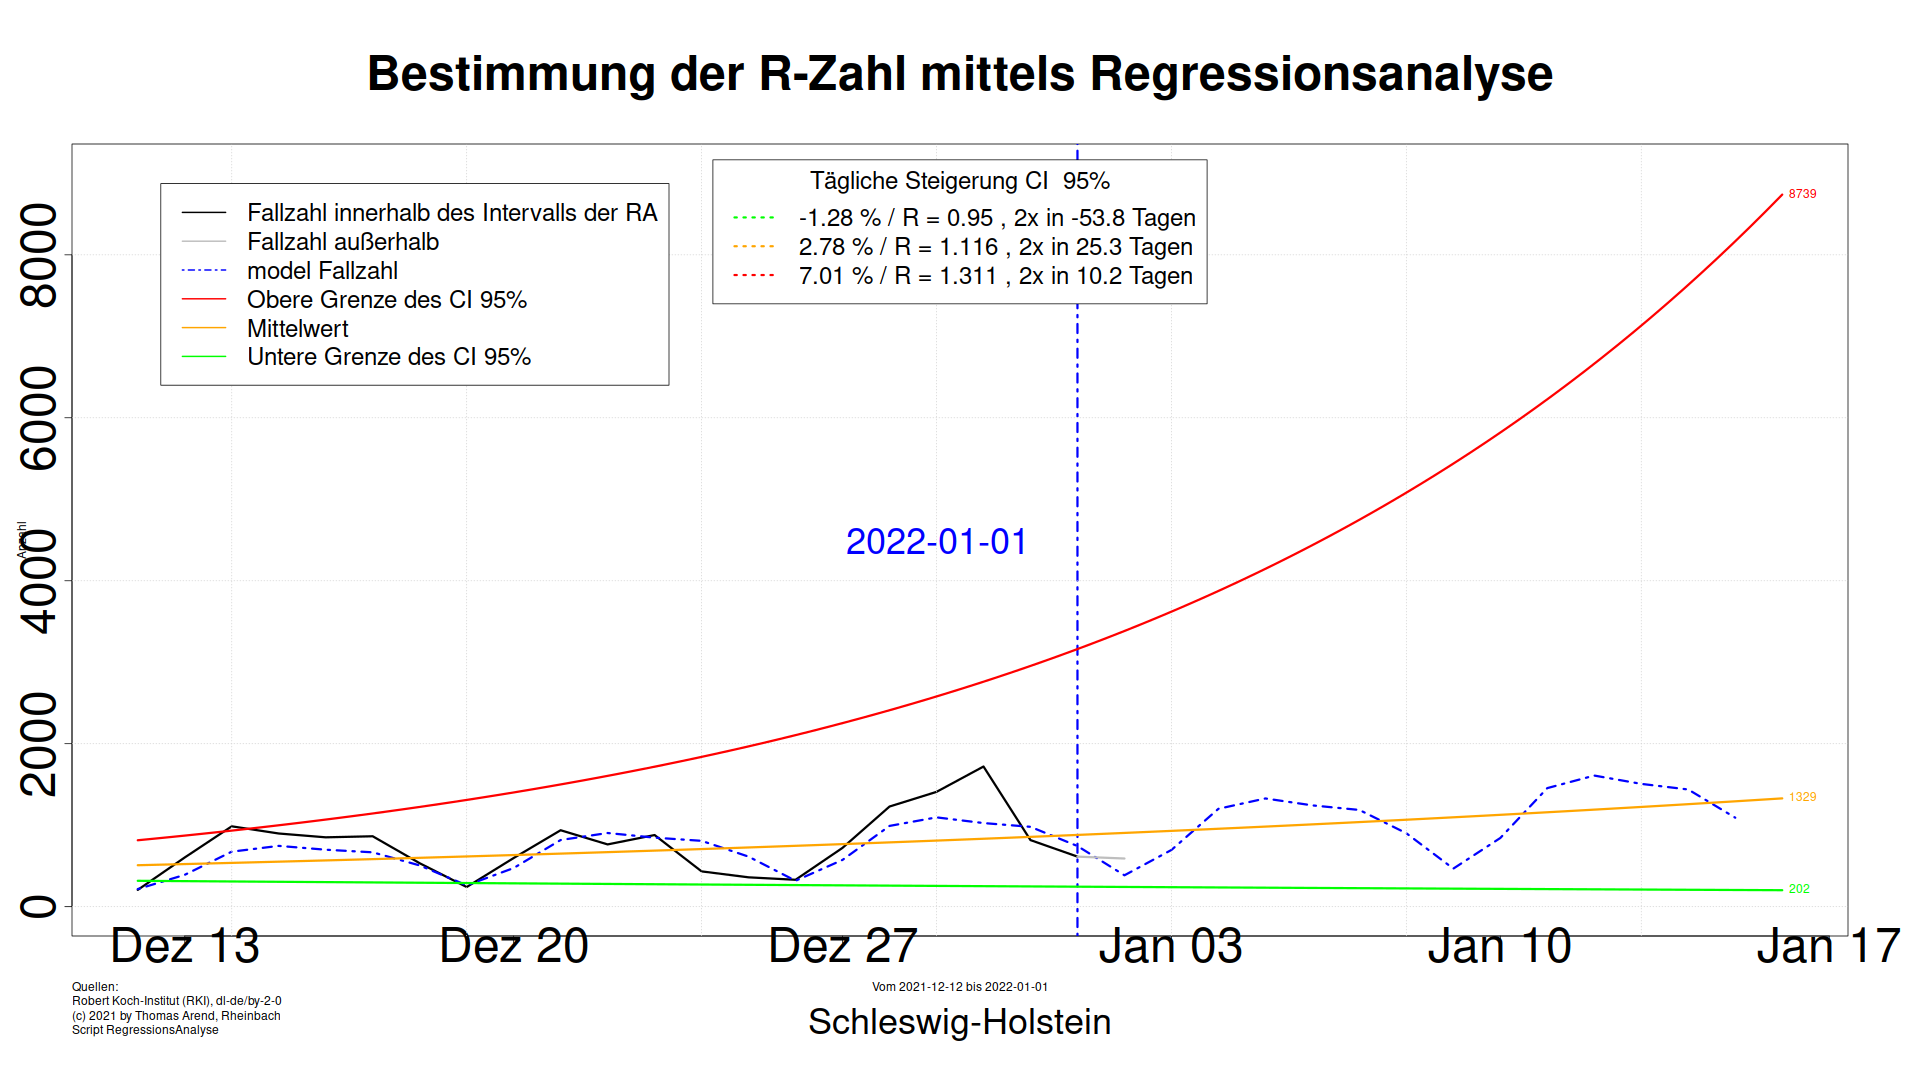 Bestimmung der R-Zahl mittels Regressionsanalyse
Fallzahl innerhalb des Intervalls der RA
Fallzahl außerhalb
model Fallzahl
Obere Grenze des CI 95%
Mittelwert
Untere Grenze des CI 95%
Tägliche Steigerung CI  95%
-1.28 % / R = 0.95 , 2x in -53.8 Tagen
2.78 % / R = 1.116 , 2x in 25.3 Tagen
7.01 % / R = 1.311 , 2x in 10.2 Tagen
8739
1329
202
2022-01-01
Anzahl
8000
6000
4000
2000
0
Dez 13
Dez 20
Dez 27
Jan 03
Jan 10
Jan 17
Quellen:
Robert Koch-Institut (RKI), dl-de/by-2-0
(c) 2021 by Thomas Arend, Rheinbach
Script RegressionsAnalyse
Vom 2021-12-12 bis 2022-01-01
Schleswig-Holstein